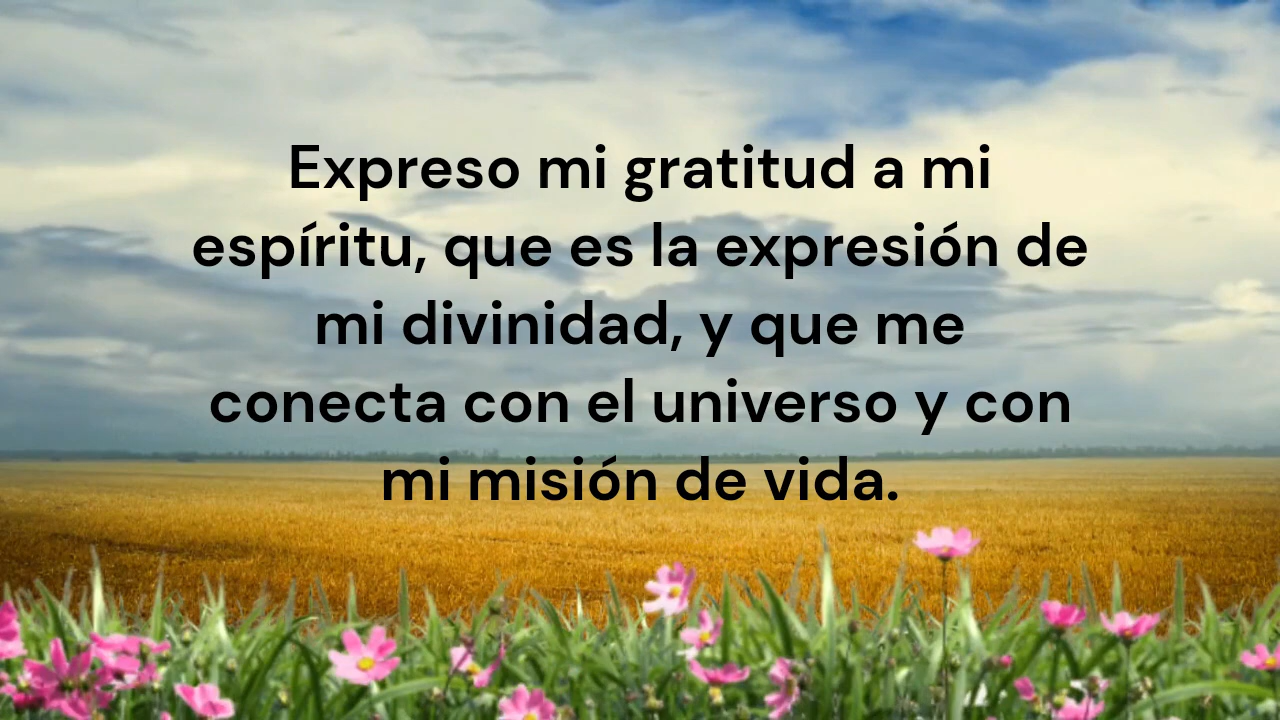 Expreso mi gratitud a mi
espíritu, que es la expresión de
mi divinidad, y que me
conecta con el universo y con
mi misión de vida.